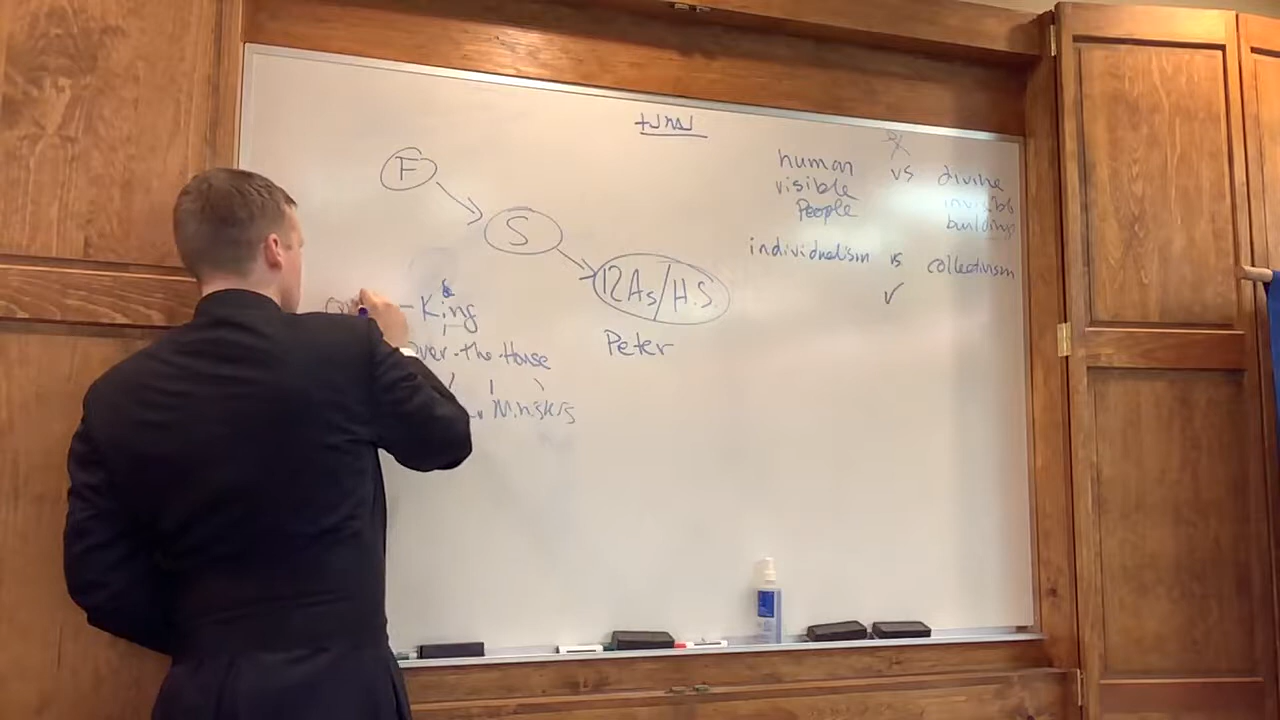 F
S
12 As/H.S.
Peter
King
Over-the-House
Ministers
human vs divine
visible invisible
People buildings
individualism vs collectivism